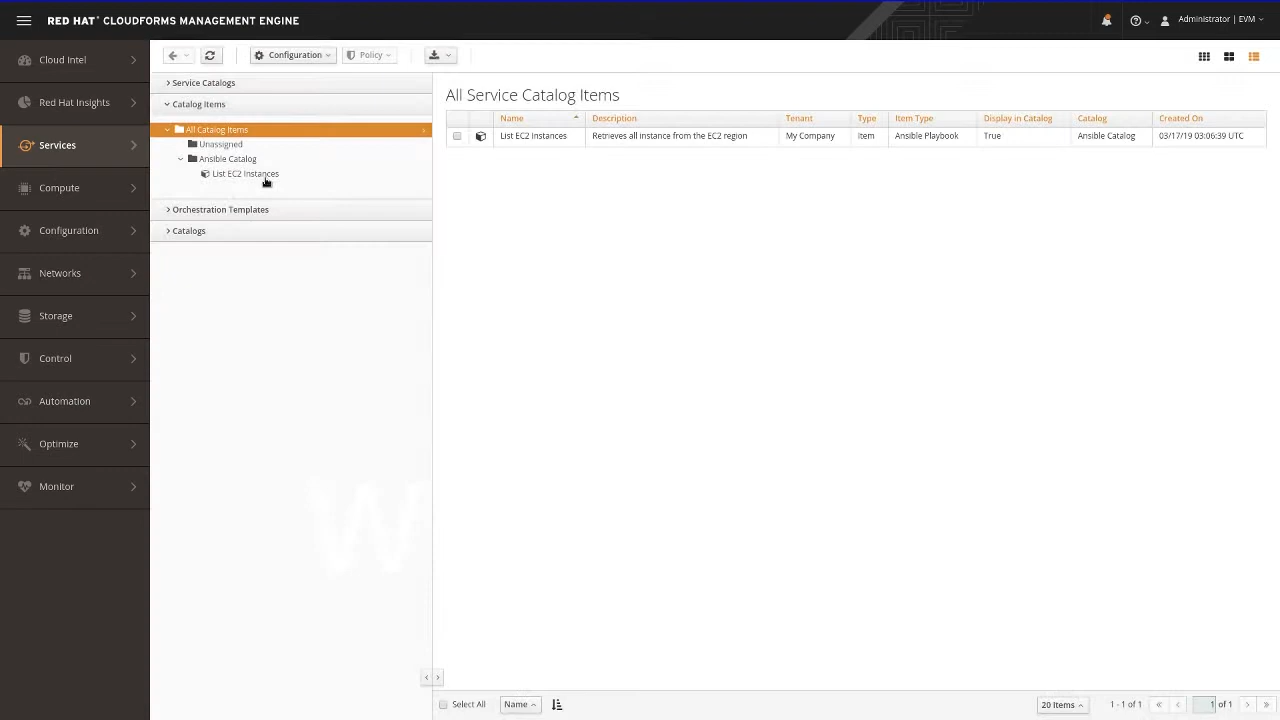 RED HAT® CLOUDFORMS MANAGEMENT ENGINE
Administrator | EVM
Cloud Intel
Red Hat Insights
Services
Compute
Configuration
Networks
Storage
Control
Automation
Optimize
Monitor
Configuration
Policy
Service Catalogs
Catalog Items
All Catalog Items
Unassigned
Ansible Catalog
List EC2 Instances
Orchestration Templates
Catalogs
All Service Catalog Items
Name Description Tenant Type Item Type Display in Catalog Catalog Created On
List EC2 Instances Retrieves all instance from the EC2 region My Company Item Ansible Playbook True Ansible Catalog 03/17/19 03:06:39 UTC
W
Select All Name 20 Items 1 - 1 of 1 « ‹ 1 of 1 › »